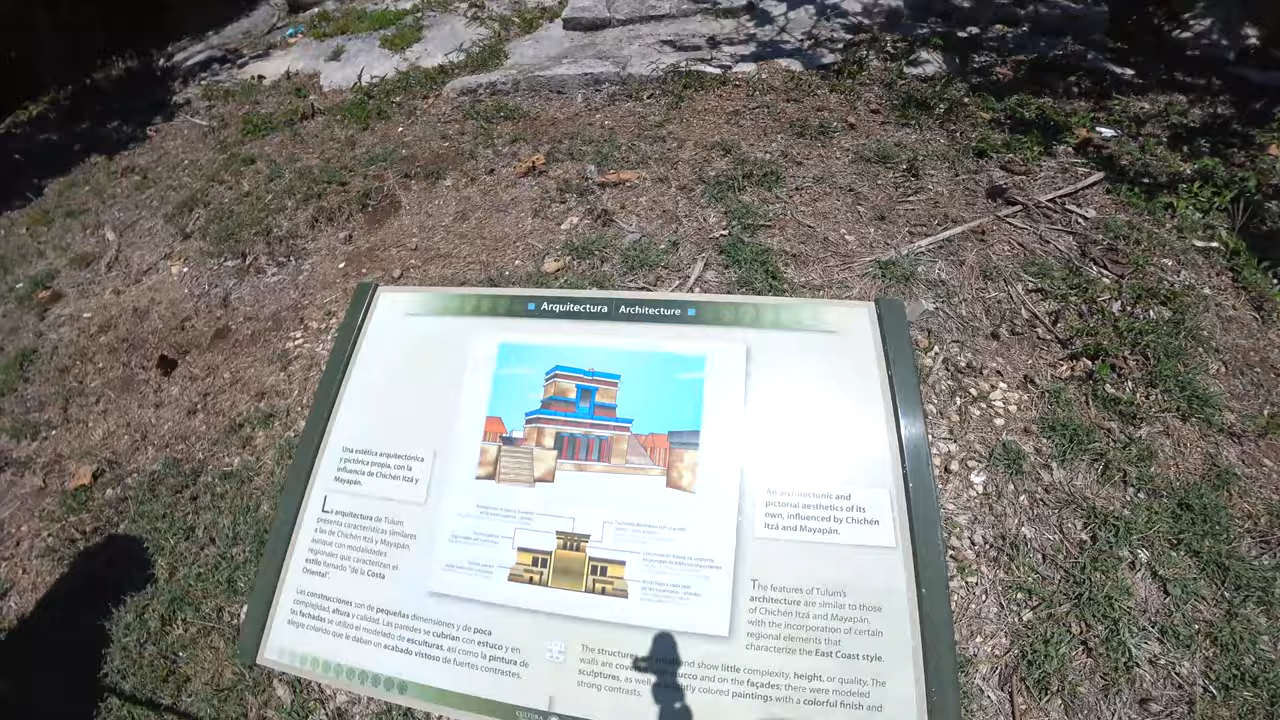 Arquitectura | Architecture
Una estética arquitectónica
y pictórica propia, con la
influencia de Chichén Itzá y
Mayapán.
La arquitectura de Tulum
presenta características similares
a las de Chichén Itzá y Mayapán,
aunque con modalidades
regionales que caracterizan el
estilo llamado "de la Costa
Oriental".
Las construcciones son de pequeñas dimensiones y de poca
complejidad, altura y calidad. Las paredes se cubrían con estuco y en
las fachadas se utilizó el modelado de esculturas, así como la pintura de
alegre colorido que le daban un acabado vistoso de fuertes contrastes.
An architectonic and
pictorial aesthetics of its
own, influenced by Chichén
Itzá and Mayapán.
The features of Tulum's
architecture are similar to those
of Chichén Itzá and Mayapán,
with the incorporation of certain
regional elements that
characterize the East Coast style.
The structures and show little complexity, height, or quality. The
walls are covered stucco and on the façades; there were modeled
sculptures, as well brightly colored paintings with a colorful finish and
strong contrasts.
CULTURA